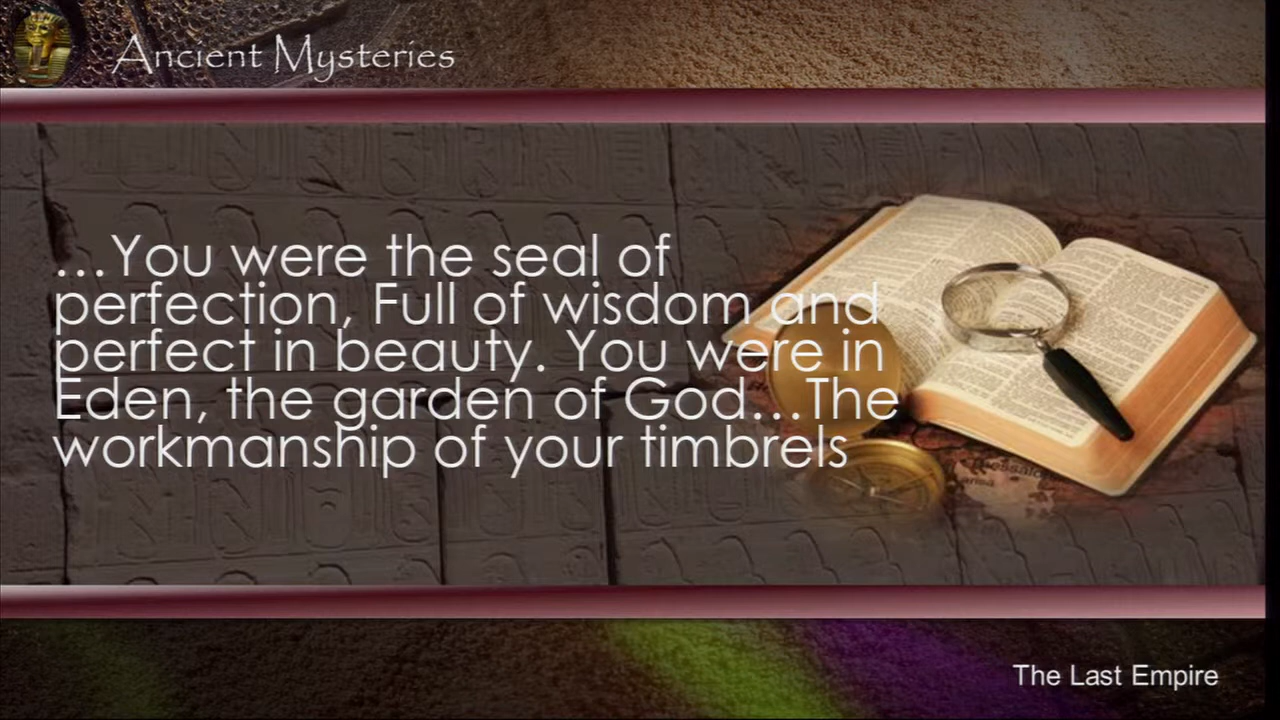 Ancient Mysteries
...You were the seal of
perfection, Full of wisdom and
perfect in beauty. You were in
Eden, the garden of God...The
workmanship of your timbrels
The Last Empire